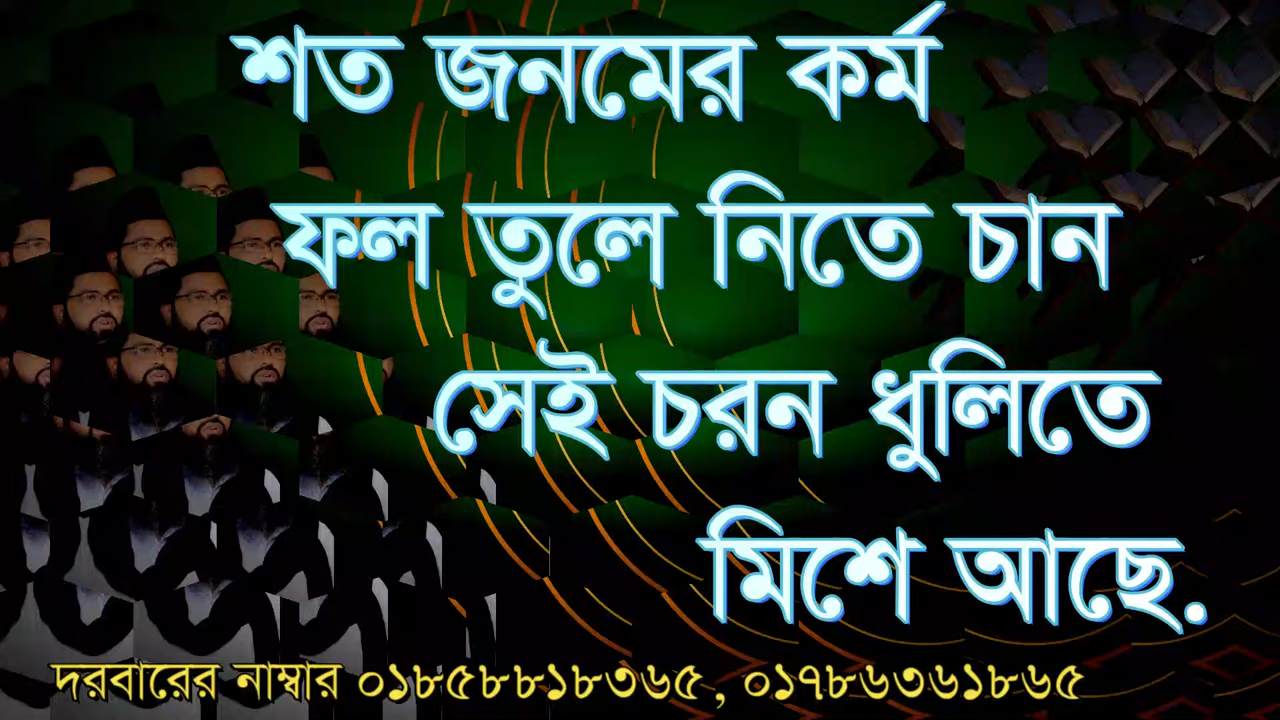 শত জনমের কর্ম
ফল তুলে নিতে চান
সেই চরন ধুলিতে
মিশে আছে.
দরবারের নাম্বার ০১৮৫৮৮১৮৩৬৫, ০১৭৮৬৩৬১৮৬৫